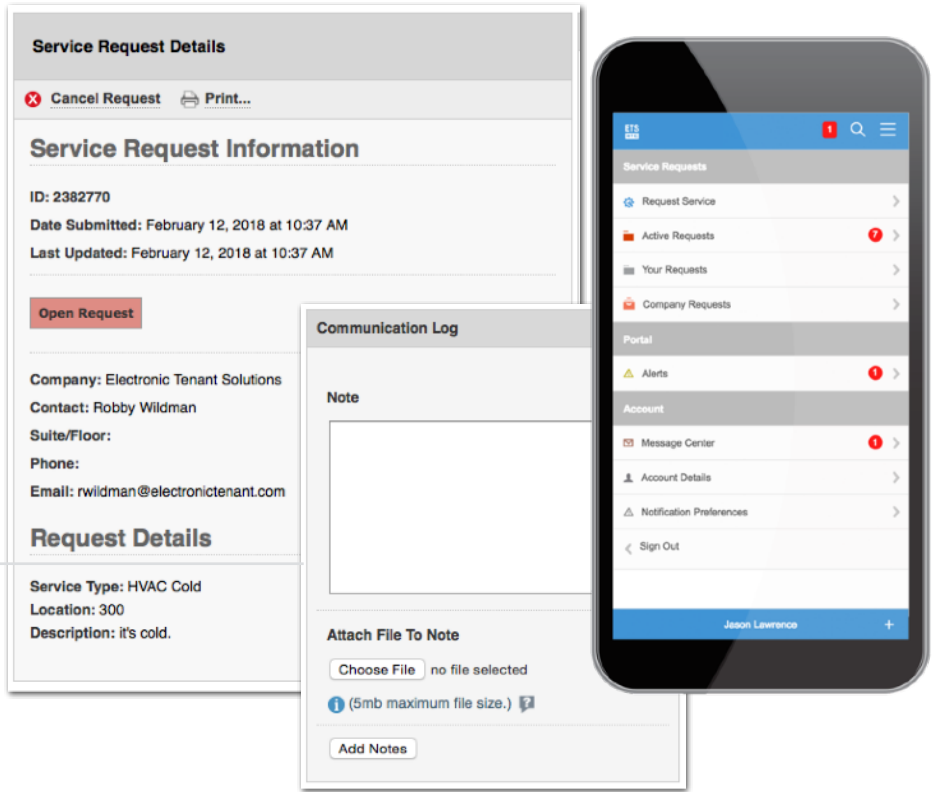 Service Request Details
Cancel Request Print...
Service Request Information
ID: 2382770
Date Submitted: February 12, 2018 at 10:37 AM
Last Updated: February 12, 2018 at 10:37 AM
Open Request
Company: Electronic Tenant Solutions
Contact: Robby Wildman
Suite/Floor:
Phone:
Email: rwildman@electronictenant.com
Request Details
Service Type: HVAC Cold
Location: 300
Description: it's cold.
Communication Log
Note
Attach File To Note
Choose File no file selected
(5mb maximum file size.) ?
Add Notes
ETS
1
Service Requests
Request Service
Active Requests 7
Your Requests
Company Requests
Portal
Alerts 1
Account
Message Center 1
Account Details
Notification Preferences
Sign Out
Jason Lawrence +